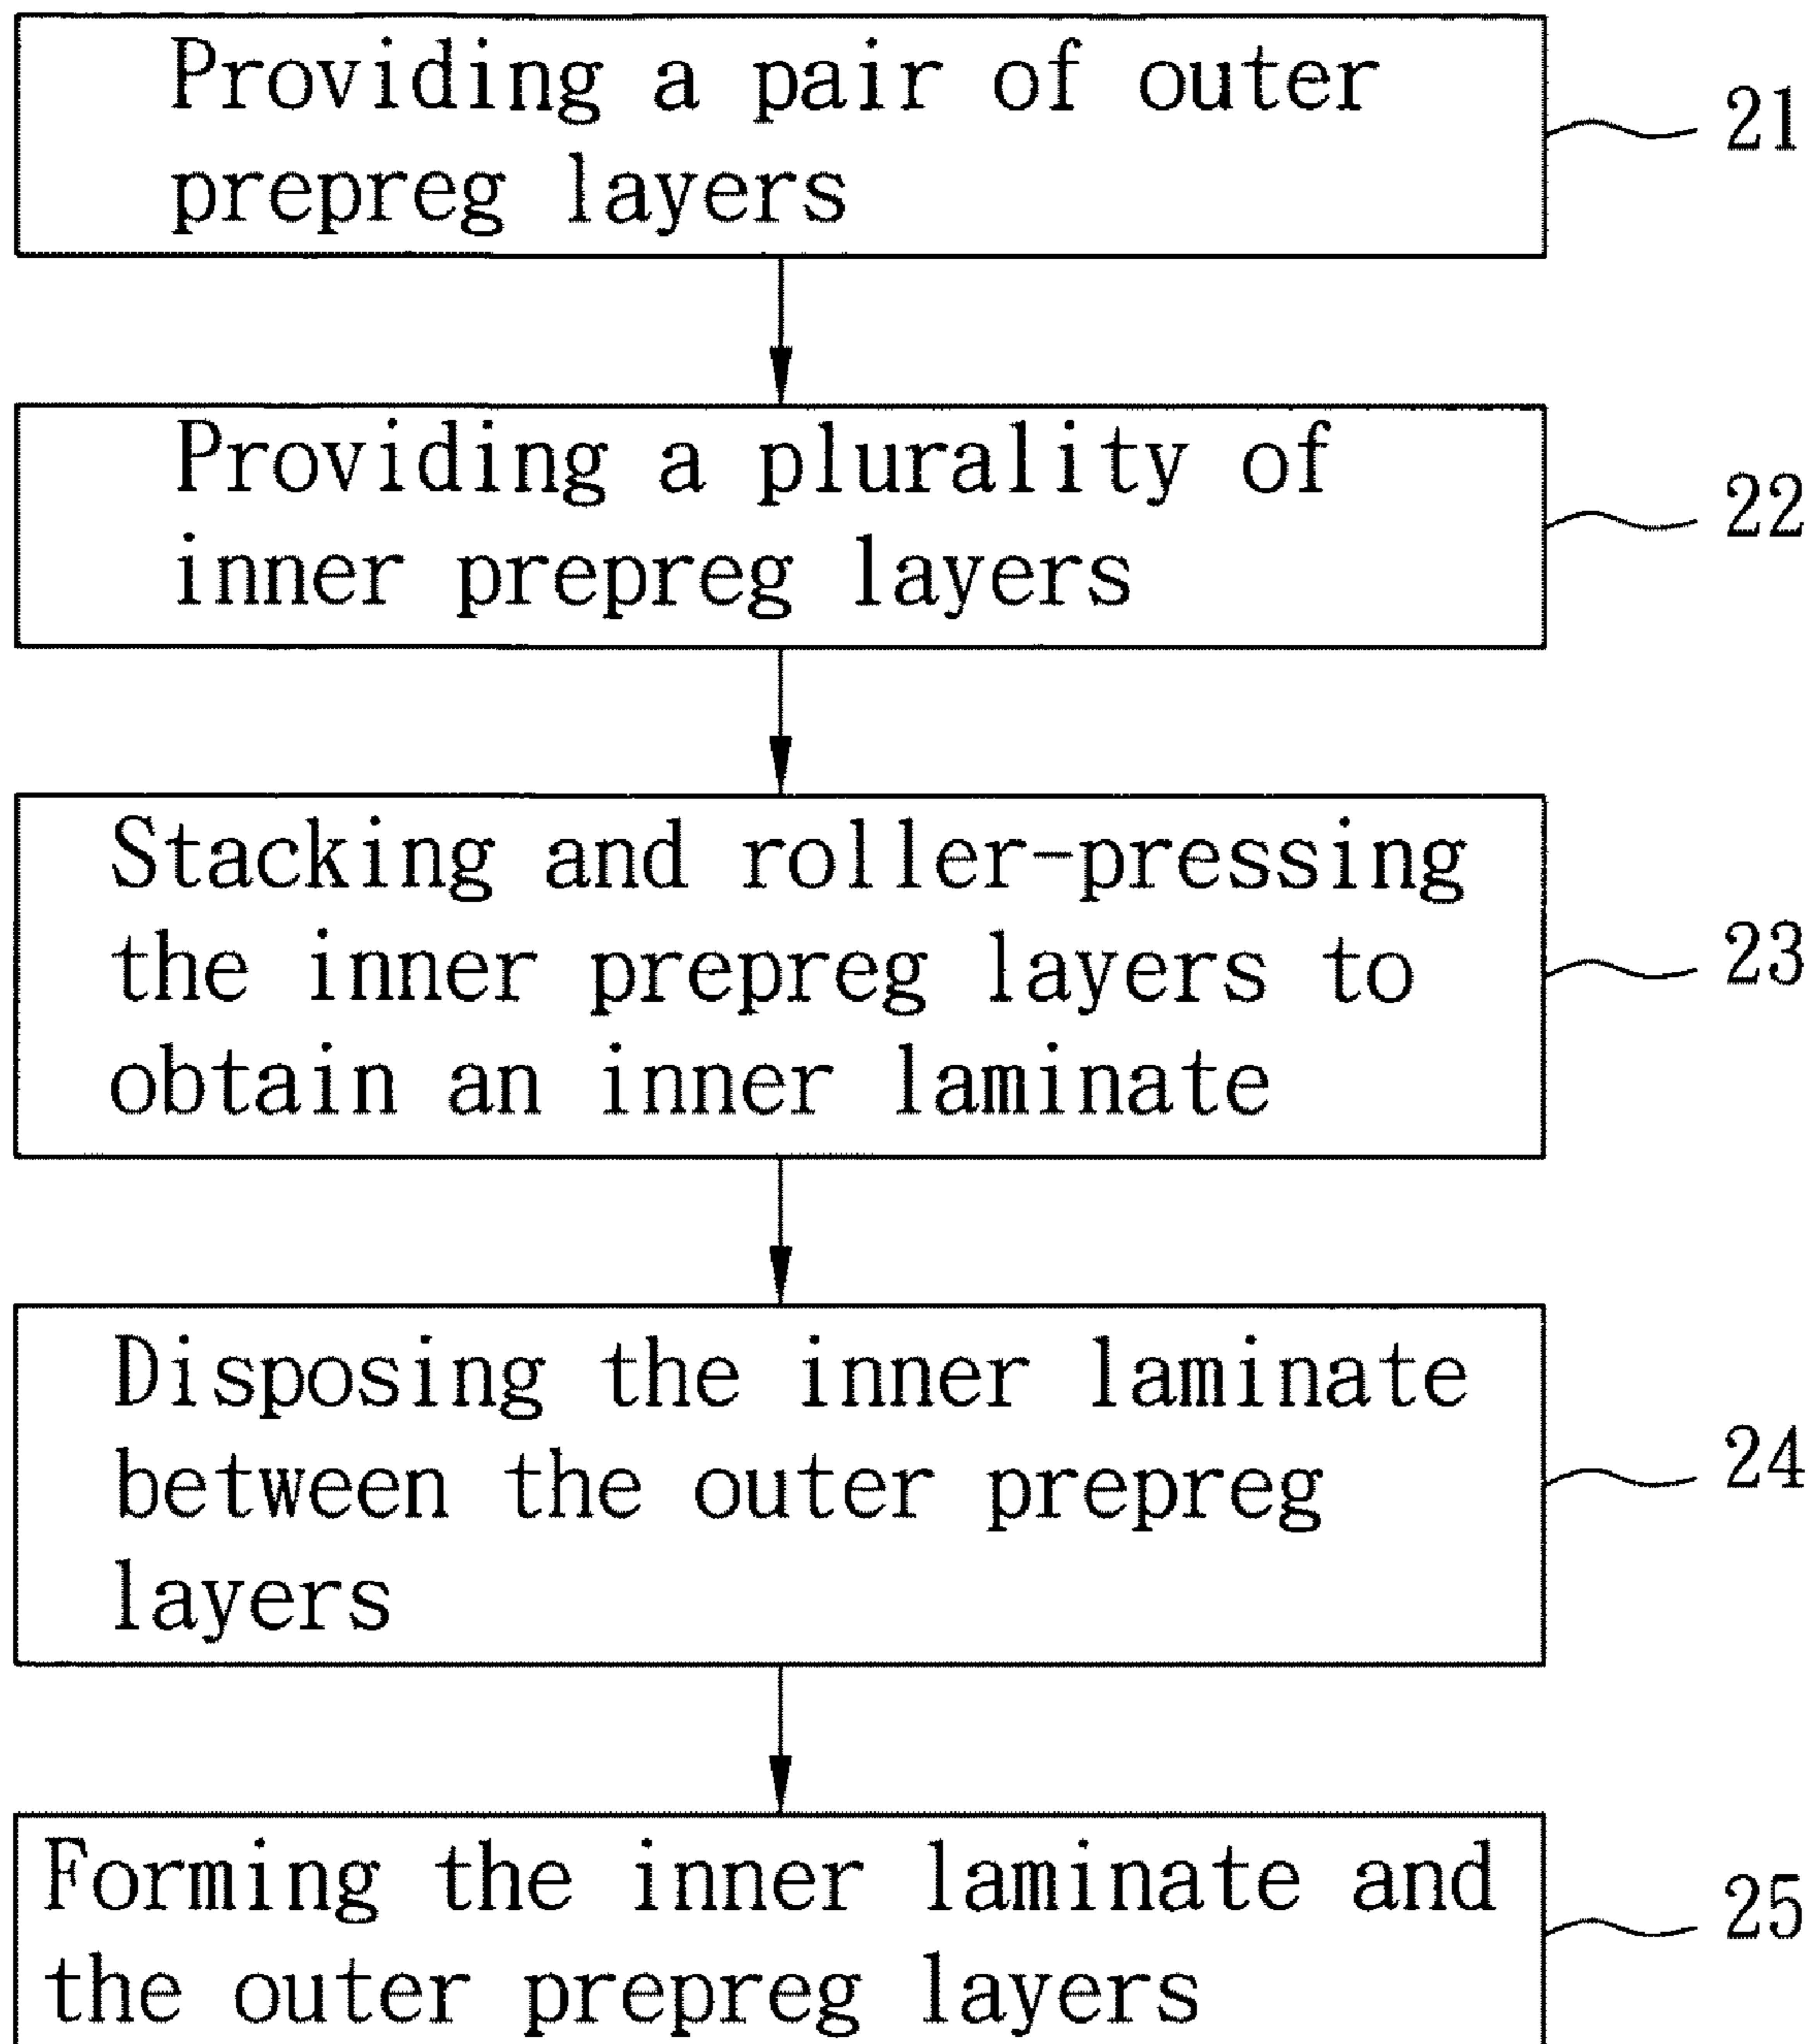 Providing a pair of outer
prepreg layers
21
Providing a plurality of
inner prepreg layers
22
Stacking and roller-pressing
the inner prepreg layers to
obtain an inner laminate
23
Disposing the inner laminate
between the outer prepreg
layers
24
Forming the inner laminate and
the outer prepreg layers
25